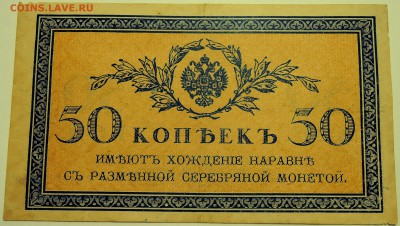 COINS.LAVE.RU
50 КОПѢЕКЪ 50
ИМѢЮТЪ ХОЖДЕНІЕ НАРАВНѢ
СЪ РАЗМѢННОЙ СЕРЕБРЯНОЙ МОНЕТОЙ.